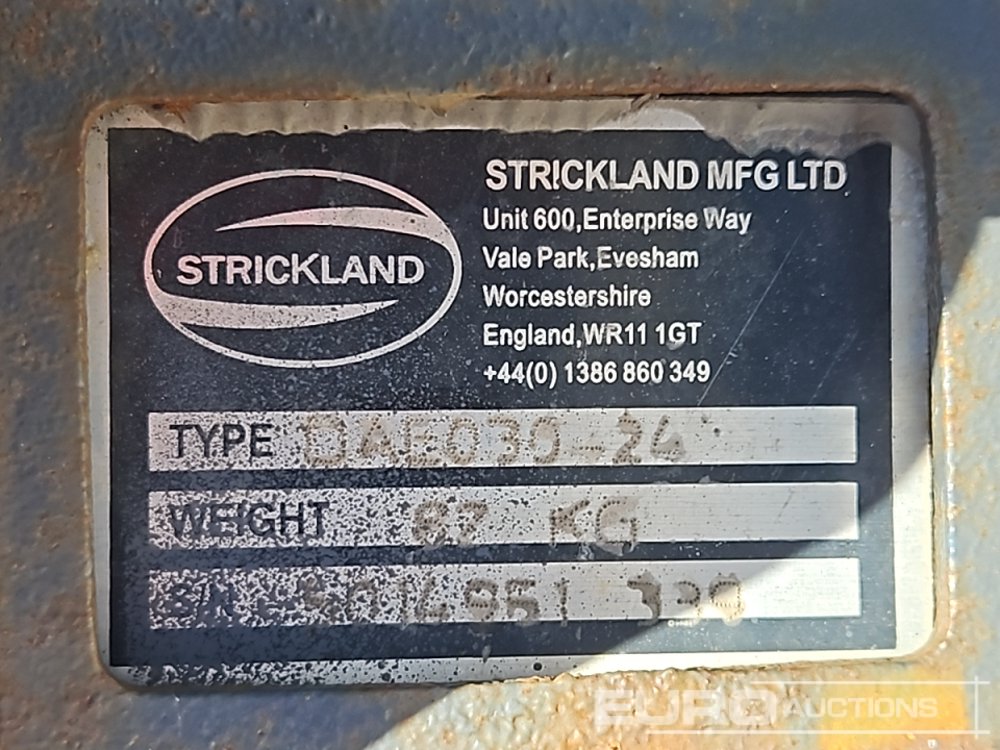 STRICKLAND
STRICKLAND MFG LTD
Unit 600,Enterprise Way
Vale Park,Evesham
Worcestershire
England,WR11 1GT
+44(0) 1386 860 349
TYPE
WEIGHT KG
S/N
EURO AUCTIONS